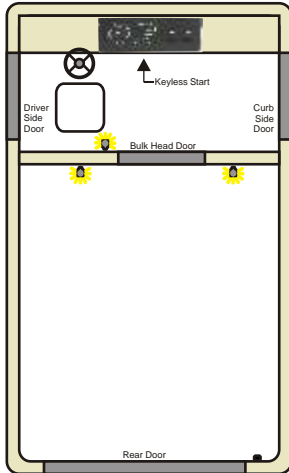 Keyless Start
Driver
Side
Door
Curb
Side
Door
Bulk Head Door
Rear Door